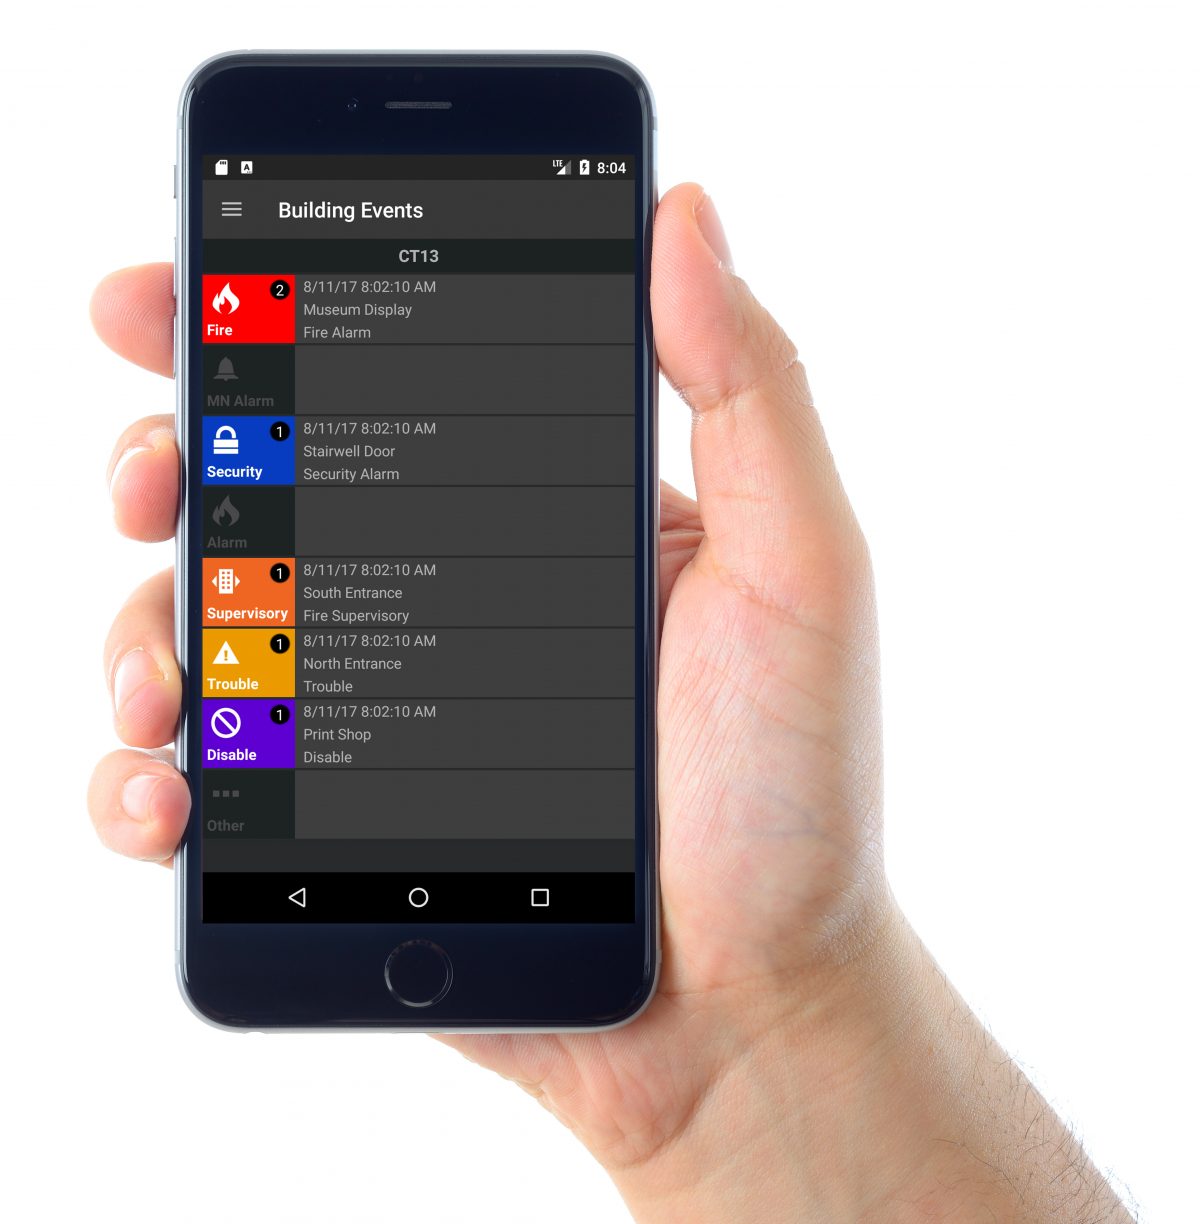 LTE 8:04
Building Events
CT13
2
Fire
8/11/17 8:02:10 AM
Museum Display
Fire Alarm
MN Alarm
1
Security
8/11/17 8:02:10 AM
Stairwell Door
Security Alarm
Alarm
1
Supervisory
8/11/17 8:02:10 AM
South Entrance
Fire Supervisory
1
Trouble
8/11/17 8:02:10 AM
North Entrance
Trouble
1
Disable
8/11/17 8:02:10 AM
Print Shop
Disable
Other